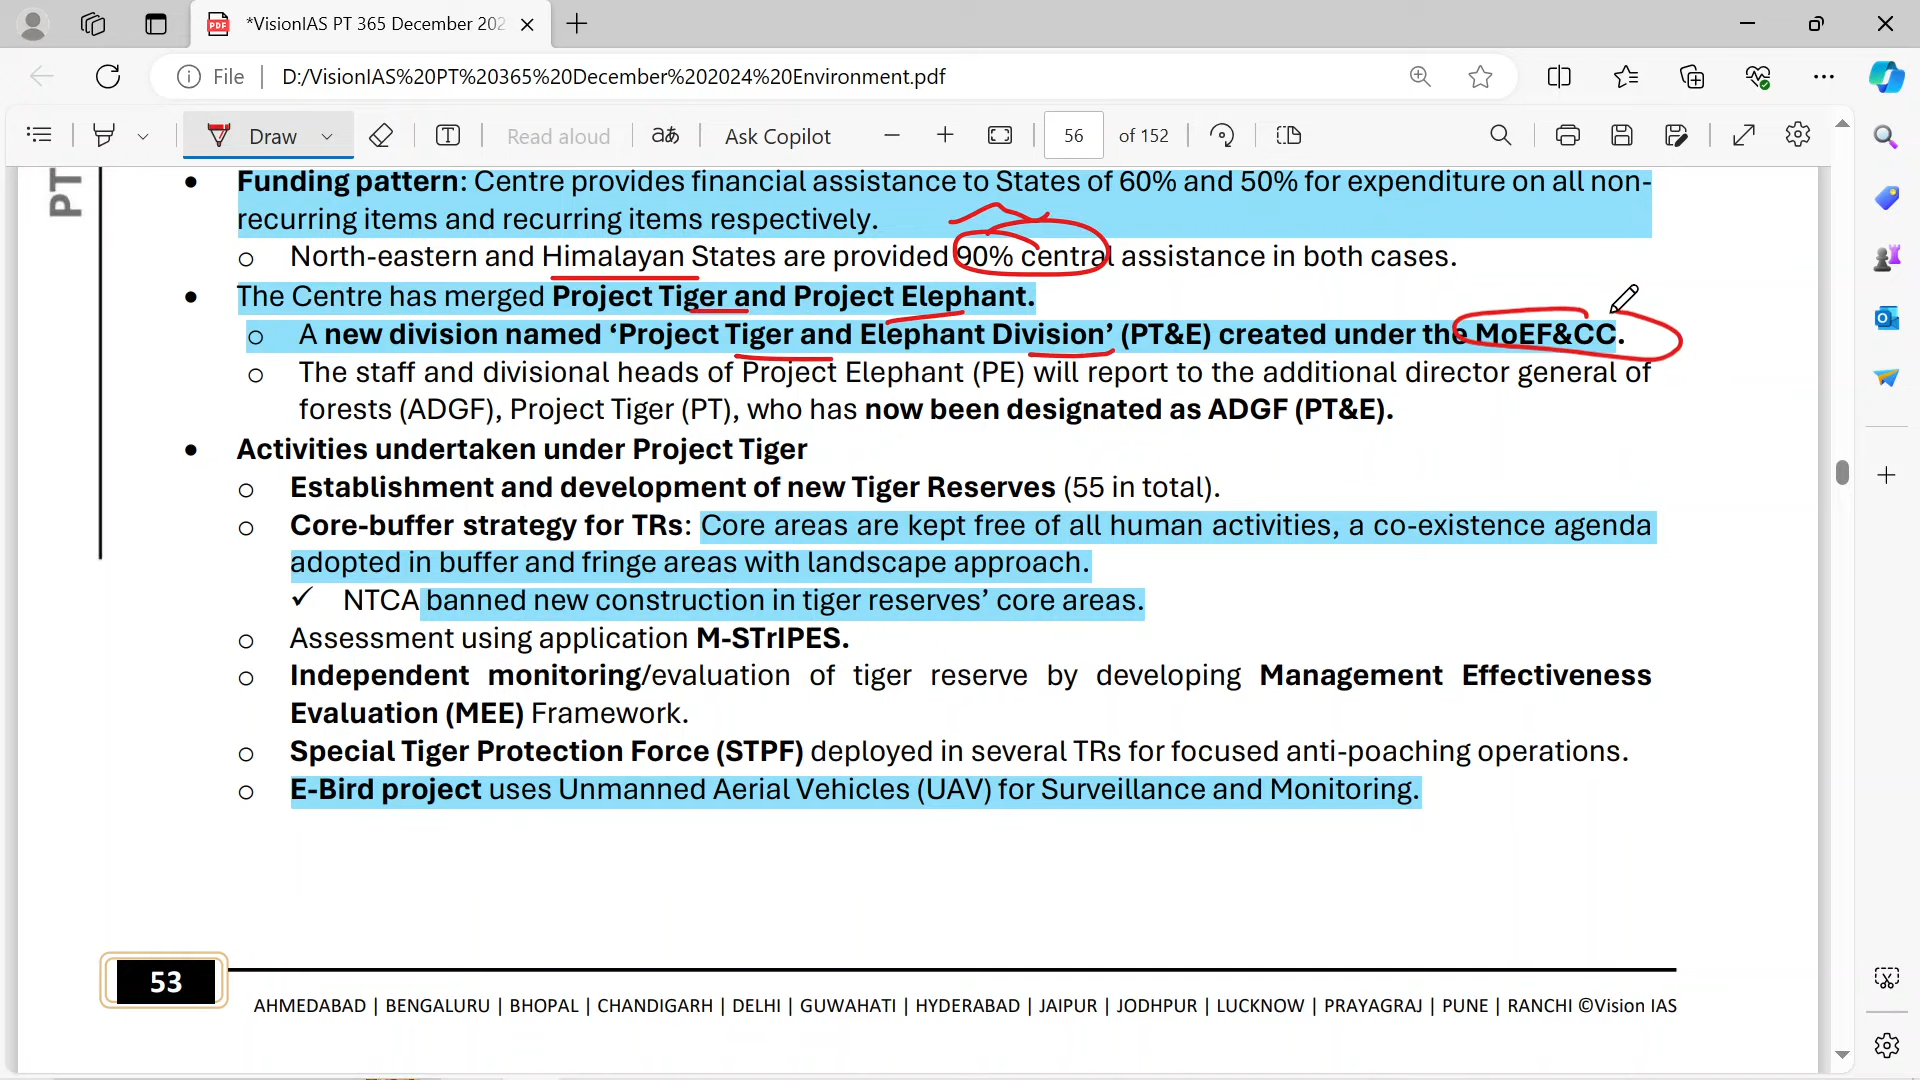 *VisionIAS PT 365 December 202
File
D:/VisionIAS%20PT%20365%20December%202024%20Environment.pdf
Draw
Read aloud
aあ
Ask Copilot
56
of 152
PT
• Funding pattern: Centre provides financial assistance to States of 60% and 50% for expenditure on all non-
recurring items and recurring items respectively.
o North-eastern and Himalayan States are provided 90% central assistance in both cases.
• The Centre has merged Project Tiger and Project Elephant.
o A new division named ‘Project Tiger and Elephant Division’ (PT&E) created under the MoEF&CC.
o The staff and divisional heads of Project Elephant (PE) will report to the additional director general of
forests (ADGF), Project Tiger (PT), who has now been designated as ADGF (PT&E).
• Activities undertaken under Project Tiger
o Establishment and development of new Tiger Reserves (55 in total).
o Core-buffer strategy for TRs: Core areas are kept free of all human activities, a co-existence agenda
adopted in buffer and fringe areas with landscape approach.
✓ NTCA banned new construction in tiger reserves’ core areas.
o Assessment using application M-STrIPES.
o Independent monitoring/evaluation of tiger reserve by developing Management Effectiveness
Evaluation (MEE) Framework.
o Special Tiger Protection Force (STPF) deployed in several TRs for focused anti-poaching operations.
o E-Bird project uses Unmanned Aerial Vehicles (UAV) for Surveillance and Monitoring.
53
AHMEDABAD | BENGALURU | BHOPAL | CHANDIGARH | DELHI | GUWAHATI | HYDERABAD | JAIPUR | JODHPUR | LUCKNOW | PRAYAGRAJ | PUNE | RANCHI ©Vision IAS